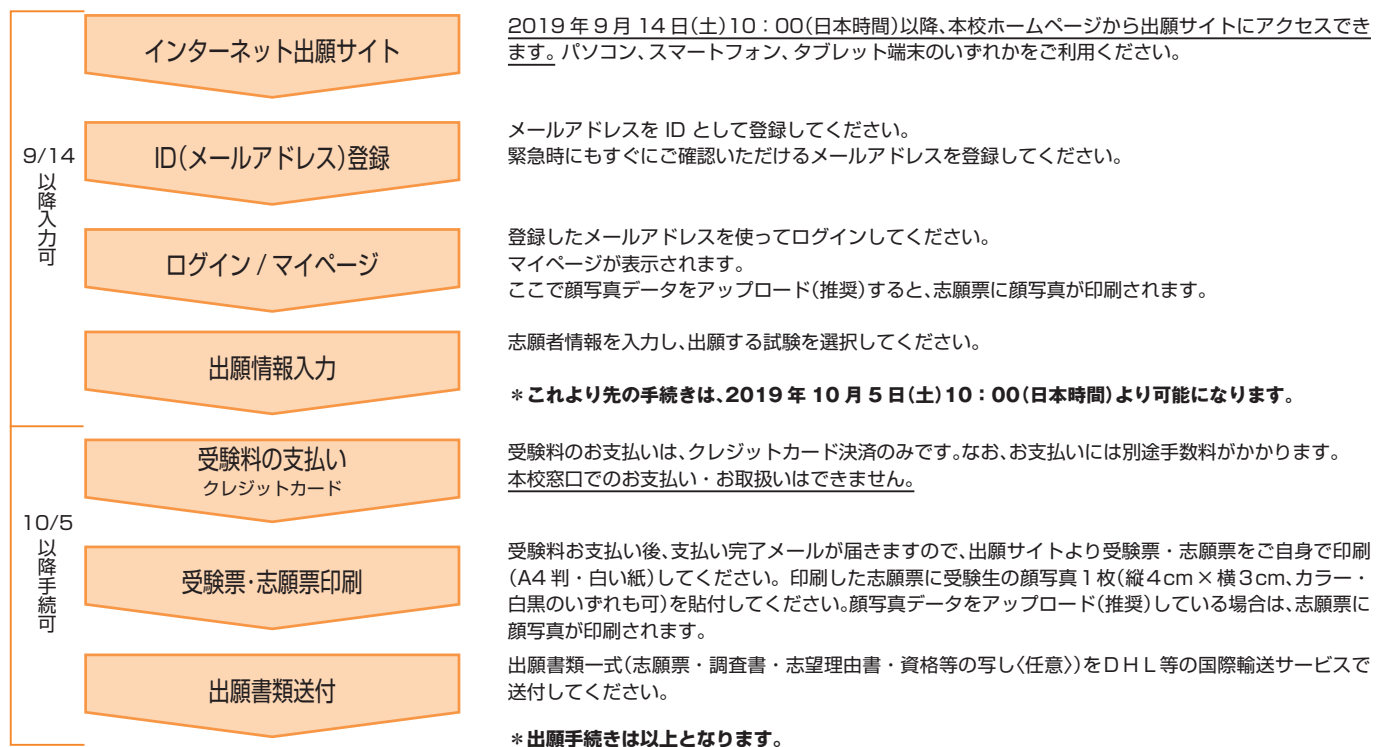 インターネット出願サイト
2019年9月14日(土)10：00(日本時間)以降、本校ホームページから出願サイトにアクセスでき
ます。パソコン、スマートフォン、タブレット端末のいずれかをご利用ください。
9/14
以降入力可
ID(メールアドレス)登録
メールアドレスを ID として登録してください。
緊急時にもすぐにご確認いただけるメールアドレスを登録してください。
ログイン / マイページ
登録したメールアドレスを使ってログインしてください。
マイページが表示されます。
ここで顔写真データをアップロード(推奨)すると、志願票に顔写真が印刷されます。
出願情報入力
志願者情報を入力し、出願する試験を選択してください。
＊これより先の手続きは、2019年10月5日(土)10：00(日本時間)より可能になります。
受験料の支払い
クレジットカード
受験料のお支払いは、クレジットカード決済のみです。なお、お支払いには別途手数料がかかります。
本校窓口でのお支払い・お取扱いはできません。
10/5
以降手続可
受験票・志願票印刷
受験料お支払い後、支払い完了メールが届きますので、出願サイトより受験票・志願票をご自身で印刷
(A4判・白い紙)してください。印刷した志願票に受験生の顔写真1枚(縦4cm×横3cm、カラー・
白黒のいずれも可)を貼付してください。顔写真データをアップロード(推奨)している場合は、志願票に
顔写真が印刷されます。
出願書類送付
出願書類一式(志願票・調査書・志望理由書・資格等の写し〈任意〉)をDHL等の国際輸送サービスで
送付してください。
＊出願手続きは以上となります。